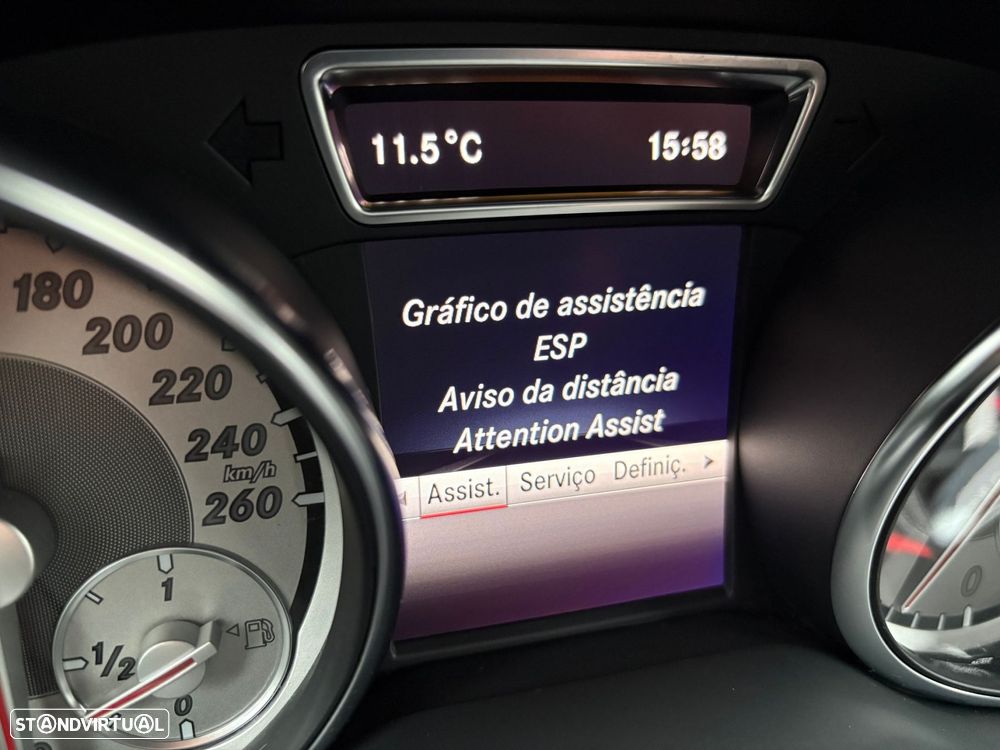 11.5°C 15:58
Gráfico de assistência
ESP
Aviso da distância
Attention Assist
Assist. Serviço Definiç.
180
200
220
240
km/h
260
1
1/2
0
0
STANDVIRTUAL